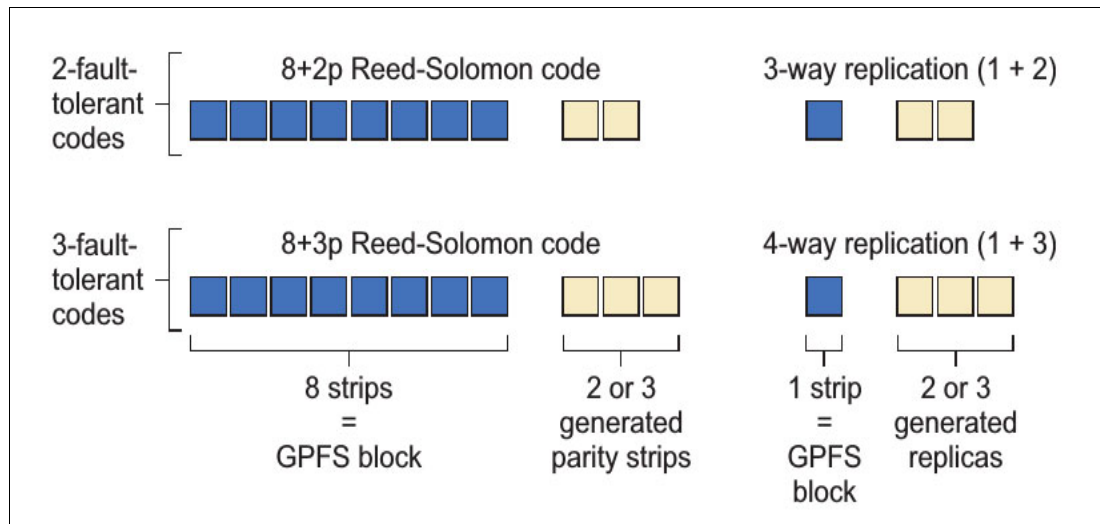 2-fault-
tolerant
codes
8+2p Reed-Solomon code
3-way replication (1 + 2)
3-fault-
tolerant
codes
8+3p Reed-Solomon code
4-way replication (1 + 3)
8 strips
=
GPFS block
2 or 3
generated
parity strips
1 strip
=
GPFS
block
2 or 3
generated
replicas